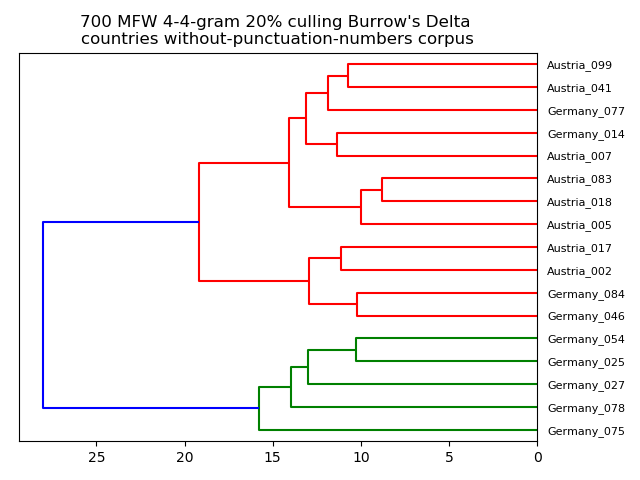 700 MFW 4-4-gram 20% culling Burrow's Delta
countries without-punctuation-numbers corpus
Austria_099
Austria_041
Germany_077
Germany_014
Austria_007
Austria_083
Austria_018
Austria_005
Austria_017
Austria_002
Germany_084
Germany_046
Germany_054
Germany_025
Germany_027
Germany_078
Germany_075
25 20 15 10 5 0